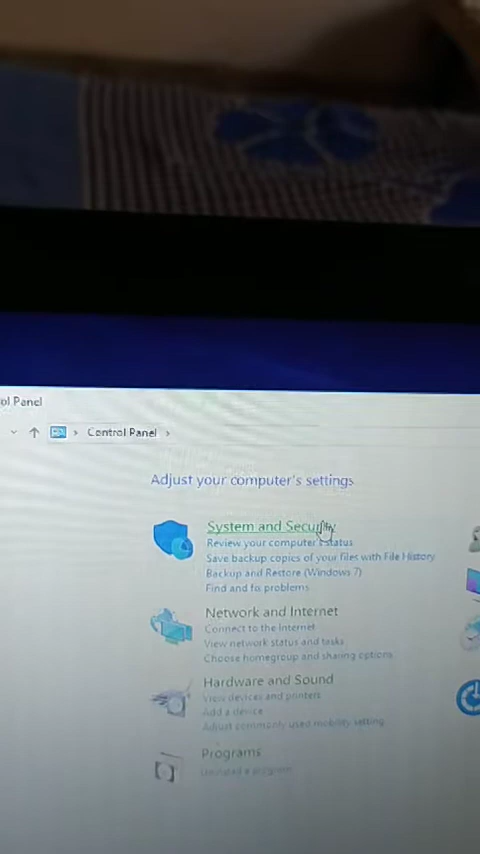 ol Panel
Control Panel
Adjust your computer's settings
System and Security
Review your computer's status
Save backup copies of your files with File History
Backup and Restore (Windows 7)
Find and fix problems
Network and Internet
Connect to the Internet
View network status and tasks
Choose homegroup and sharing options
Hardware and Sound
View devices and printers
Add a device
Adjust commonly used mobility setting
Programs
Uninstall a program